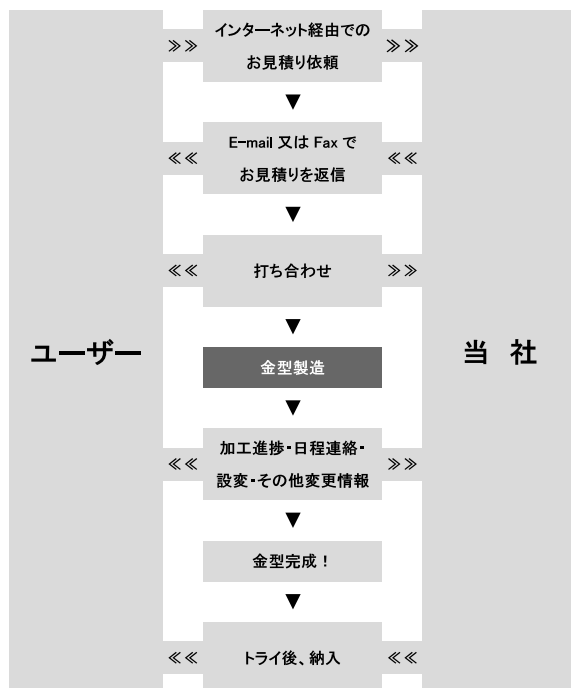 インターネット経由での
お見積り依頼
E-mail 又は Fax で
お見積りを返信
打ち合わせ
ユーザー
当 社
金型製造
加工進捗・日程連絡・
設変・その他変更情報
金型完成！
トライ後、納入